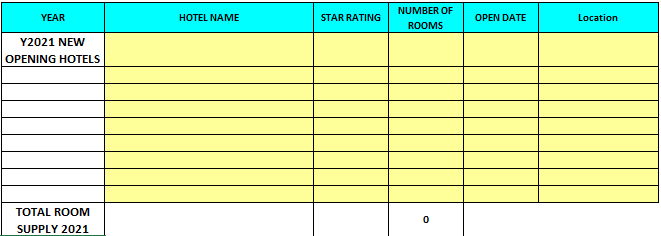 YEAR HOTEL NAME STAR RATING NUMBER OF ROOMS OPEN DATE Location
Y2021 NEW
OPENING HOTELS
TOTAL ROOM
SUPPLY 2021 0